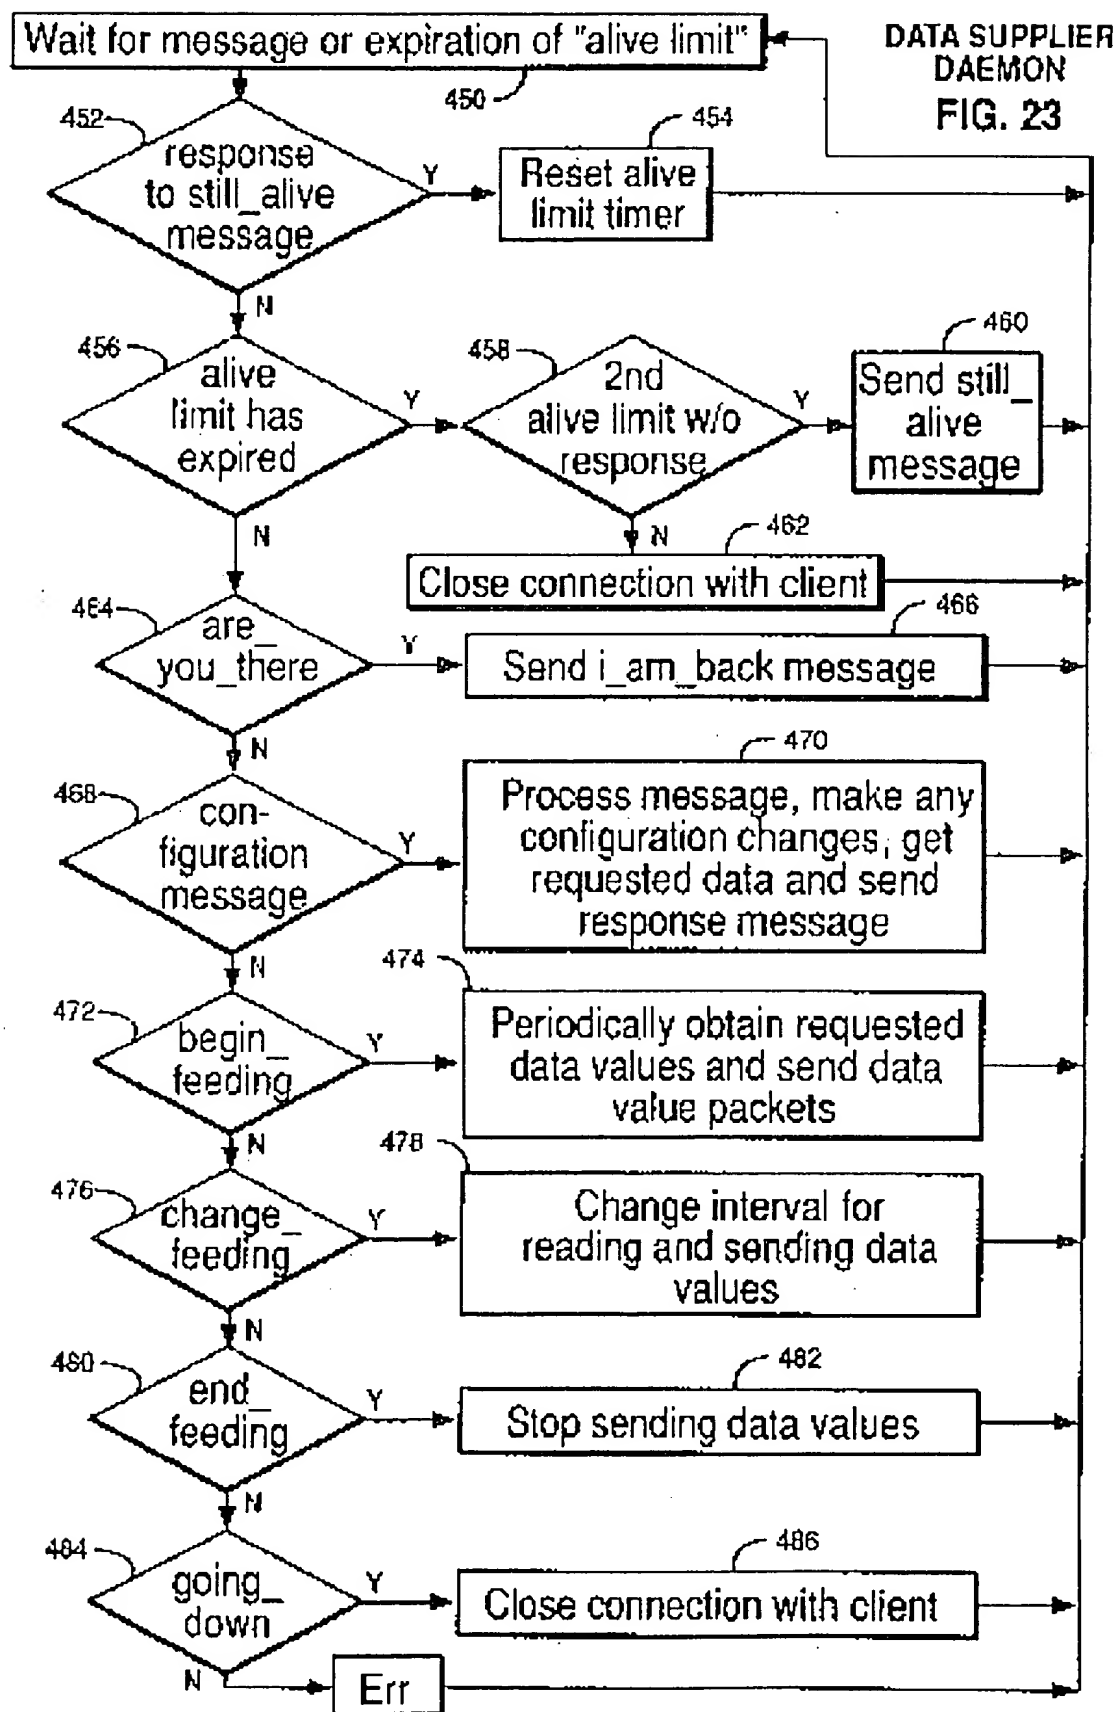 Wait for message or expiration of "alive limit"
DATA SUPPLIER
DAEMON
FIG. 23
450
452
response
to still_alive
message
Y
454
Reset alive
limit timer
N
456
alive
limit has
expired
Y
458
2nd
alive limit w/o
response
Y
460
Send still_
alive
message
N
N
462
Close connection with client
464
are_
you_there
Y
466
Send i_am_back message
N
468
con-
figuration
message
Y
470
Process message, make any
configuration changes, get
requested data and send
response message
N
472
begin_
feeding
Y
474
Periodically obtain requested
data values and send data
value packets
N
476
change_
feeding
Y
478
Change interval for
reading and sending data
values
N
480
end_
feeding
Y
482
Stop sending data values
N
484
going_
down
Y
486
Close connection with client
N
Err